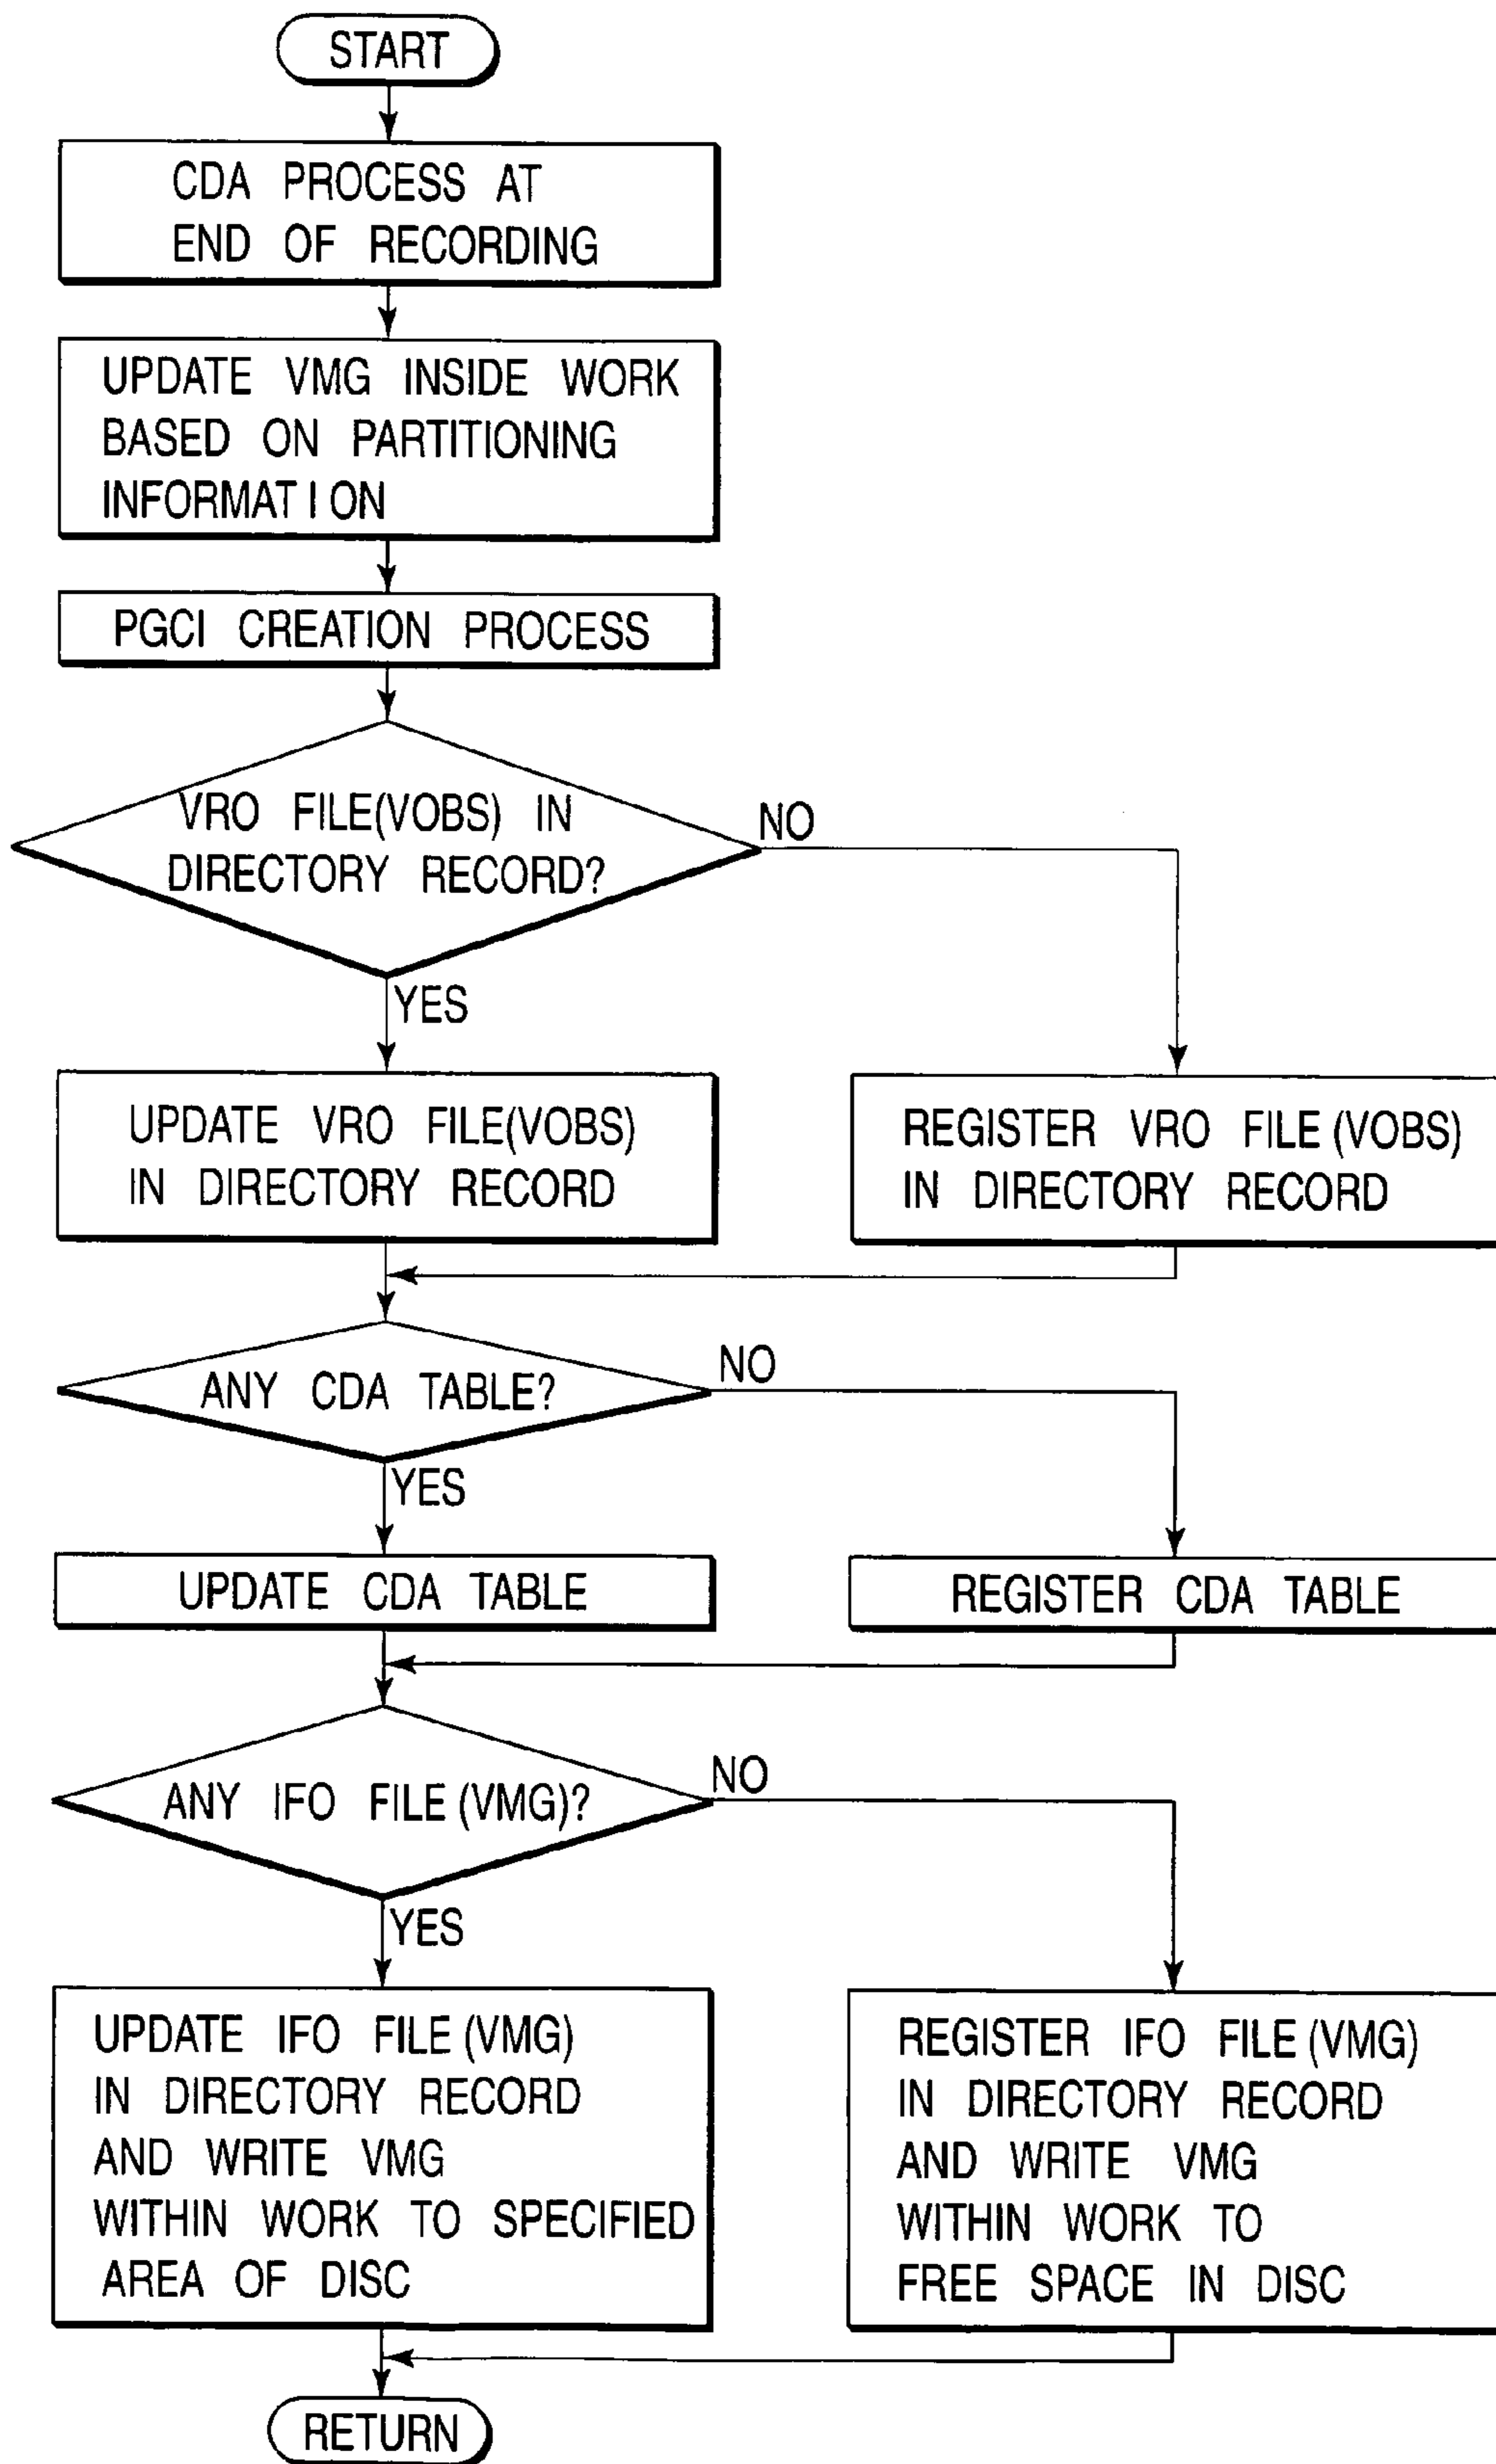 START
CDA PROCESS AT
END OF RECORDING
UPDATE VMG INSIDE WORK
BASED ON PARTITIONING
INFORMATION
PGCI CREATION PROCESS
VRO FILE(VOBS) IN
DIRECTORY RECORD?
NO
YES
UPDATE VRO FILE(VOBS)
IN DIRECTORY RECORD
REGISTER VRO FILE (VOBS)
IN DIRECTORY RECORD
ANY CDA TABLE?
NO
YES
UPDATE CDA TABLE
REGISTER CDA TABLE
ANY IFO FILE (VMG)?
NO
YES
UPDATE IFO FILE (VMG)
IN DIRECTORY RECORD
AND WRITE VMG
WITHIN WORK TO SPECIFIED
AREA OF DISC
REGISTER IFO FILE (VMG)
IN DIRECTORY RECORD
AND WRITE VMG
WITHIN WORK TO
FREE SPACE IN DISC
RETURN